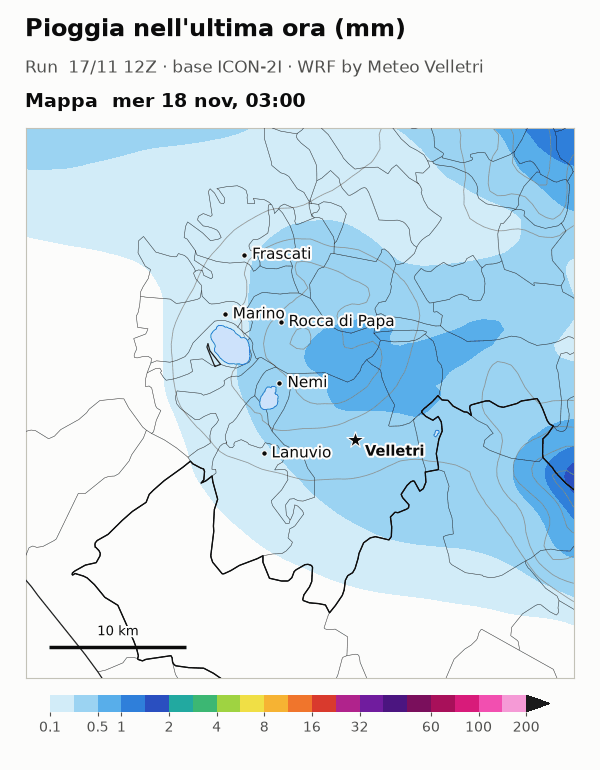 Pioggia nell'ultima ora (mm)
Run  17/11 12Z · base ICON-2I · WRF by Meteo Velletri
Mappa  mer 18 nov, 03:00
Frascati
Marino
Rocca di Papa
Nemi
Velletri
Lanuvio
10 km
0.1 0.5 1 2 4 8 16 32 60 100 200